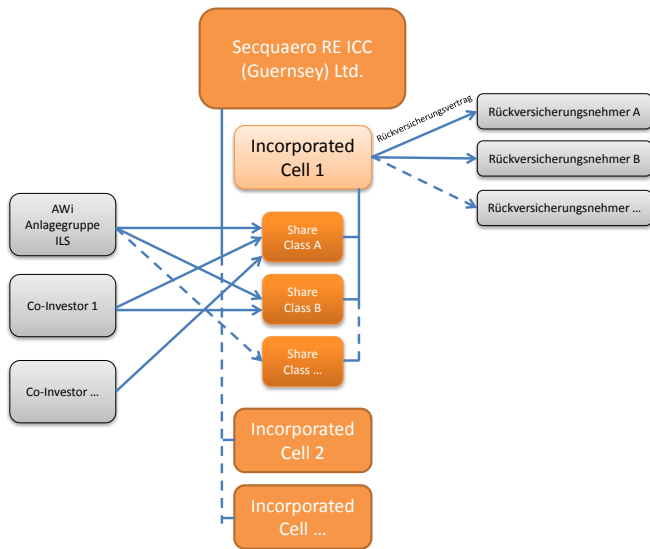 Secquaero RE ICC
(Guernsey) Ltd.
Rückversicherungsvertrag
Rückversicherungsnehmer A
Incorporated
Cell 1
Rückversicherungsnehmer B
Rückversicherungsnehmer ...
AWi
Anlagegruppe
ILS
Share
Class A
Co-Investor 1
Share
Class B
Co-Investor ...
Share
Class ...
Incorporated
Cell 2
Incorporated
Cell ...